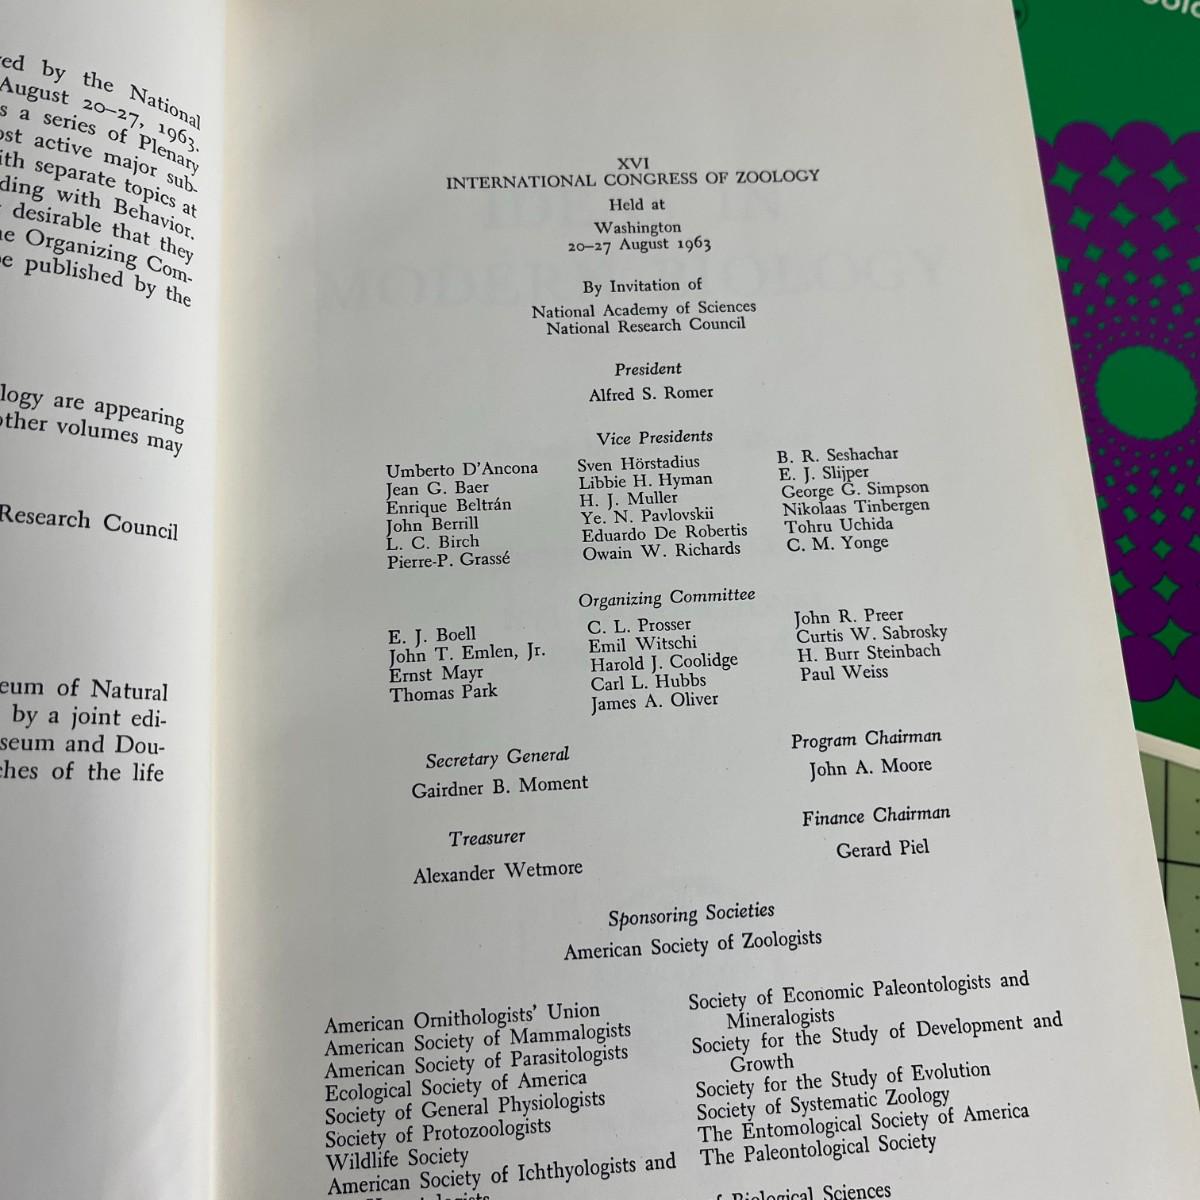 ed by the National
August 20–27, 1963.
s a series of Plenary
ost active major sub-
ith separate topics at
ding with Behavior.
desirable that they
e Organizing Com-
e published by the
logy are appearing
other volumes may
Research Council
eum of Natural
by a joint edi-
seum and Dou-
ches of the life
XVI
INTERNATIONAL CONGRESS OF ZOOLOGY
Held at
Washington
20–27 August 1963
By Invitation of
National Academy of Sciences
National Research Council
President
Alfred S. Romer
Vice Presidents
Umberto D'Ancona
Jean G. Baer
Enrique Beltrán
John Berrill
L. C. Birch
Pierre-P. Grassé
Sven Hörstadius
Libbie H. Hyman
H. J. Muller
Ye. N. Pavlovskii
Eduardo De Robertis
Owain W. Richards
B. R. Seshachar
E. J. Slijper
George G. Simpson
Nikolaas Tinbergen
Tohru Uchida
C. M. Yonge
Organizing Committee
E. J. Boell
John T. Emlen, Jr.
Ernst Mayr
Thomas Park
C. L. Prosser
Emil Witschi
Harold J. Coolidge
Carl L. Hubbs
James A. Oliver
John R. Preer
Curtis W. Sabrosky
H. Burr Steinbach
Paul Weiss
Secretary General
Gairdner B. Moment
Program Chairman
John A. Moore
Treasurer
Alexander Wetmore
Finance Chairman
Gerard Piel
Sponsoring Societies
American Society of Zoologists
American Ornithologists' Union
American Society of Mammalogists
American Society of Parasitologists
Ecological Society of America
Society of General Physiologists
Society of Protozoologists
Wildlife Society
American Society of Ichthyologists and
Society of Economic Paleontologists and
Mineralogists
Society for the Study of Development and
Growth
Society for the Study of Evolution
Society of Systematic Zoology
The Entomological Society of America
The Paleontological Society
of Biological Sciences